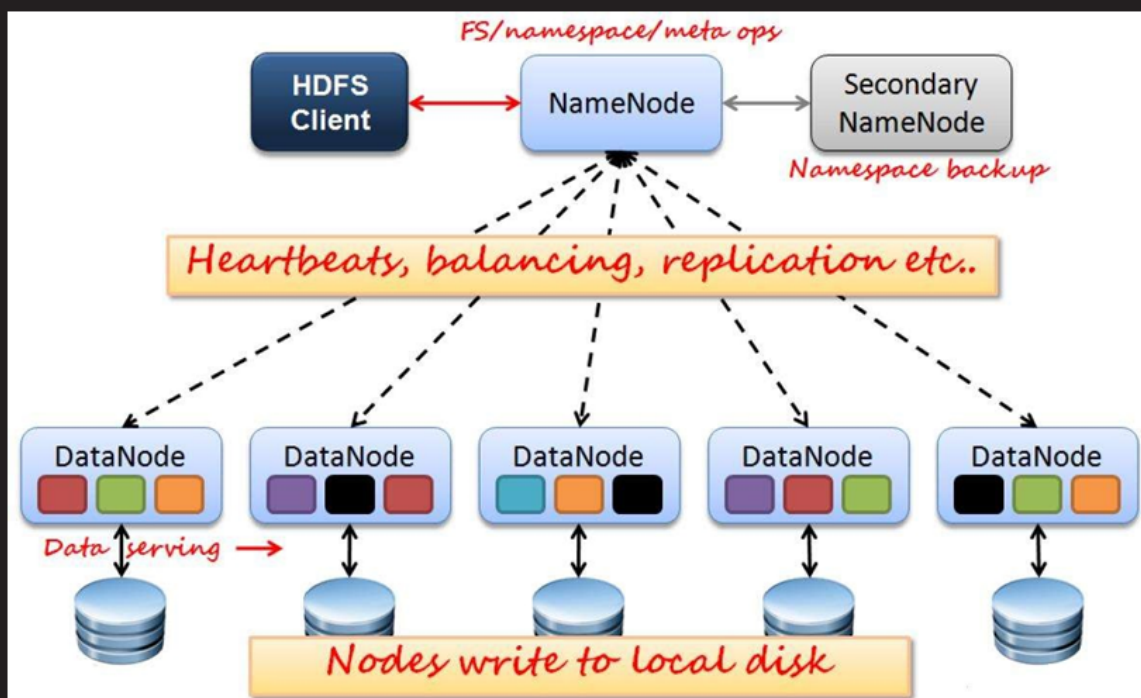 FS/namespace/meta ops
HDFS
Client
NameNode
Secondary
NameNode
Namespace backup
Heartbeats, balancing, replication etc..
DataNode
DataNode
DataNode
DataNode
DataNode
Data serving
Nodes write to local disk